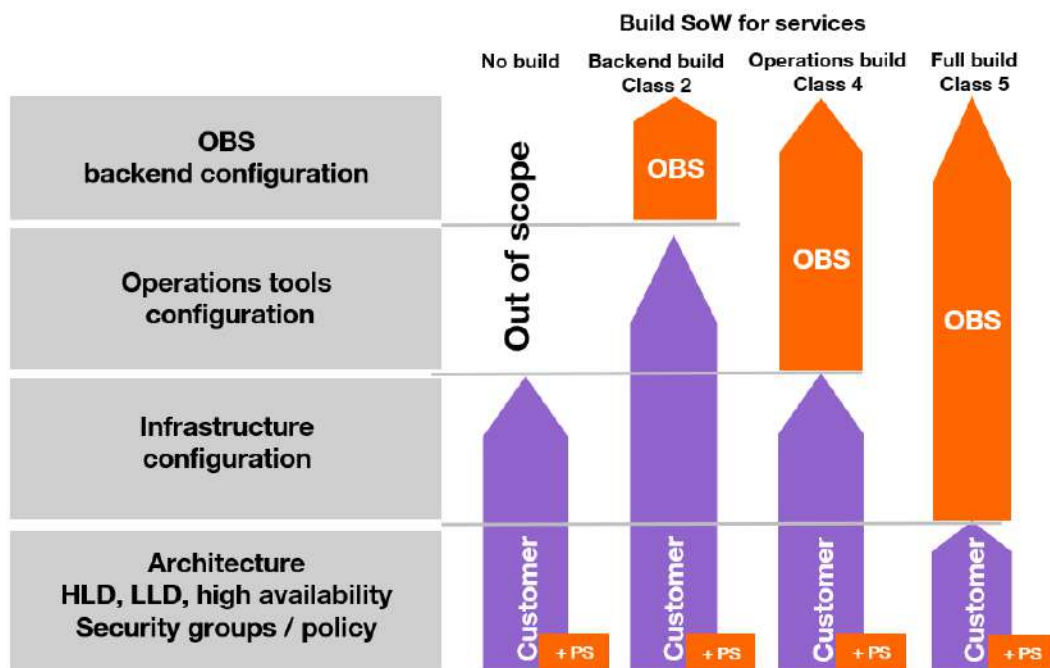 Build SoW for services
No build
Backend build
Class 2
Operations build
Class 4
Full build
Class 5
OBS
backend configuration
Out of scope
OBS
OBS
OBS
Operations tools
configuration
Infrastructure
configuration
Architecture
HLD, LLD, high availability
Security groups / policy
Customer
+ PS
Customer
+ PS
Customer
+ PS
Customer
+ PS